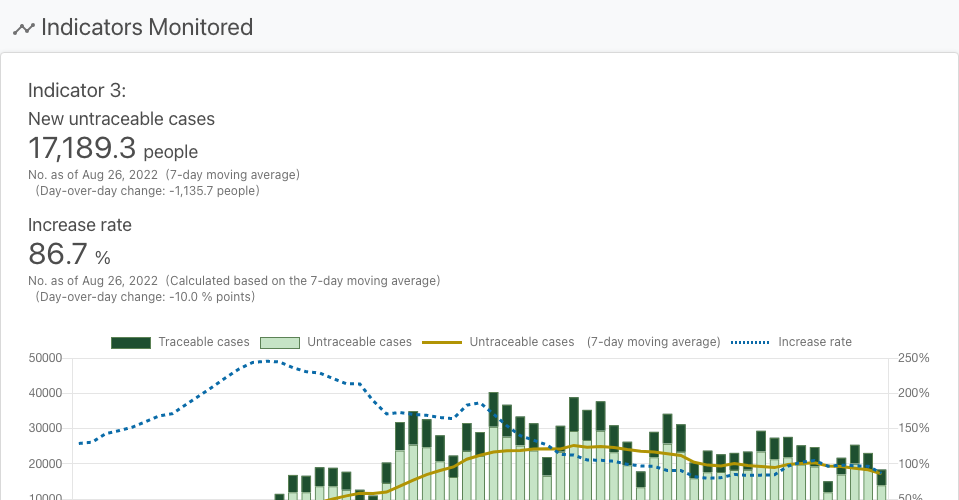 Indicators Monitored
Indicator 3:
New untraceable cases
17,189.3 people
No. as of Aug 26, 2022 (7-day moving average)
(Day-over-day change: -1,135.7 people)
Increase rate
86.7 %
No. as of Aug 26, 2022 (Calculated based on the 7-day moving average)
(Day-over-day change: -10.0 % points)
Traceable cases Untraceable cases Untraceable cases (7-day moving average) Increase rate
50000 250%
40000 200%
30000 150%
20000 100%
10000 50%